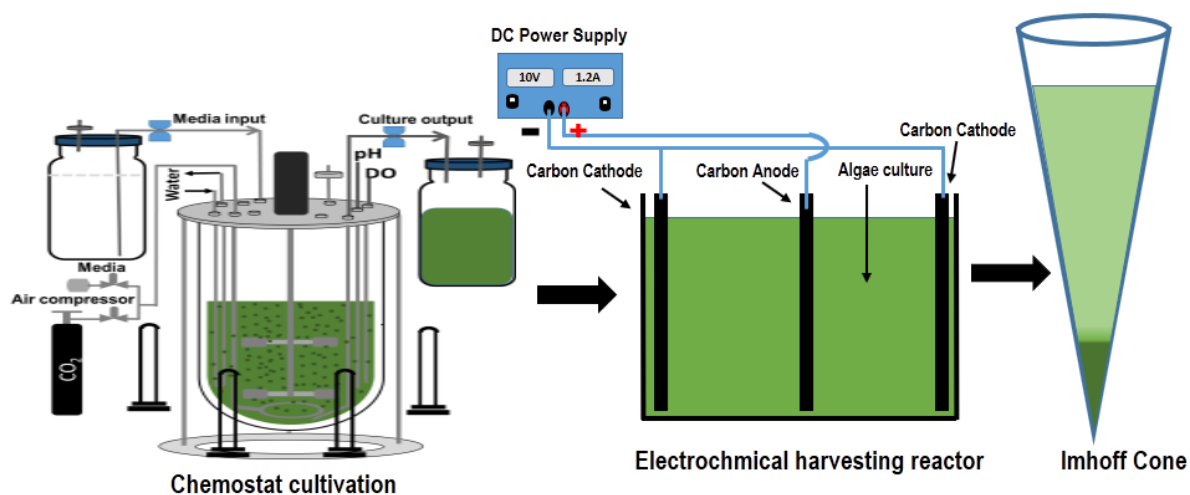 DC Power Supply
10V
1.2A
-
+
Media input
Culture output
pH
DO
Water
Media
Air compressor
CO2
Carbon Cathode
Carbon Anode
Algae culture
Carbon Cathode
Chemostat cultivation
Electrochmical harvesting reactor
Imhoff Cone